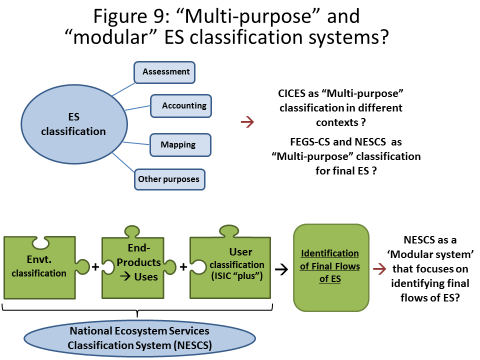 Figure 9: “Multi-purpose” and
“modular” ES classification systems?
Assessment
ES
classification
Accounting
Mapping
Other purposes
CICES as “Multi-purpose”
classification in different
contexts ?
FEGS-CS and NESCS as
“Multi-purpose” classification
for final ES ?
Envt.
classification
+
End-
Products
→ Uses
+
User
classification
(ISIC “plus”)
Identification
of Final Flows
of ES
NESCS as a
‘Modular system’
that focuses on
identifying final
flows of ES?
National Ecosystem Services
Classification System (NESCS)